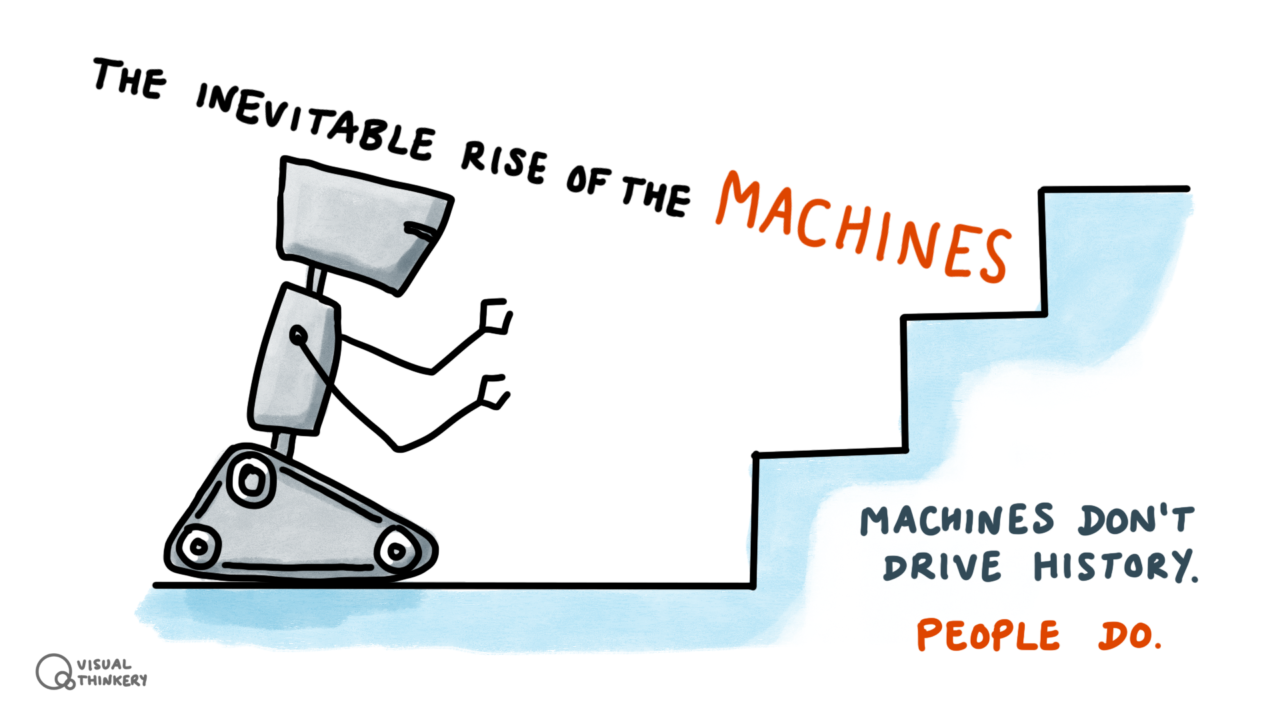 THE INEVITABLE RISE OF THE MACHINES
MACHINES DON'T
DRIVE HISTORY.
PEOPLE DO.
VISUAL
THINKERY